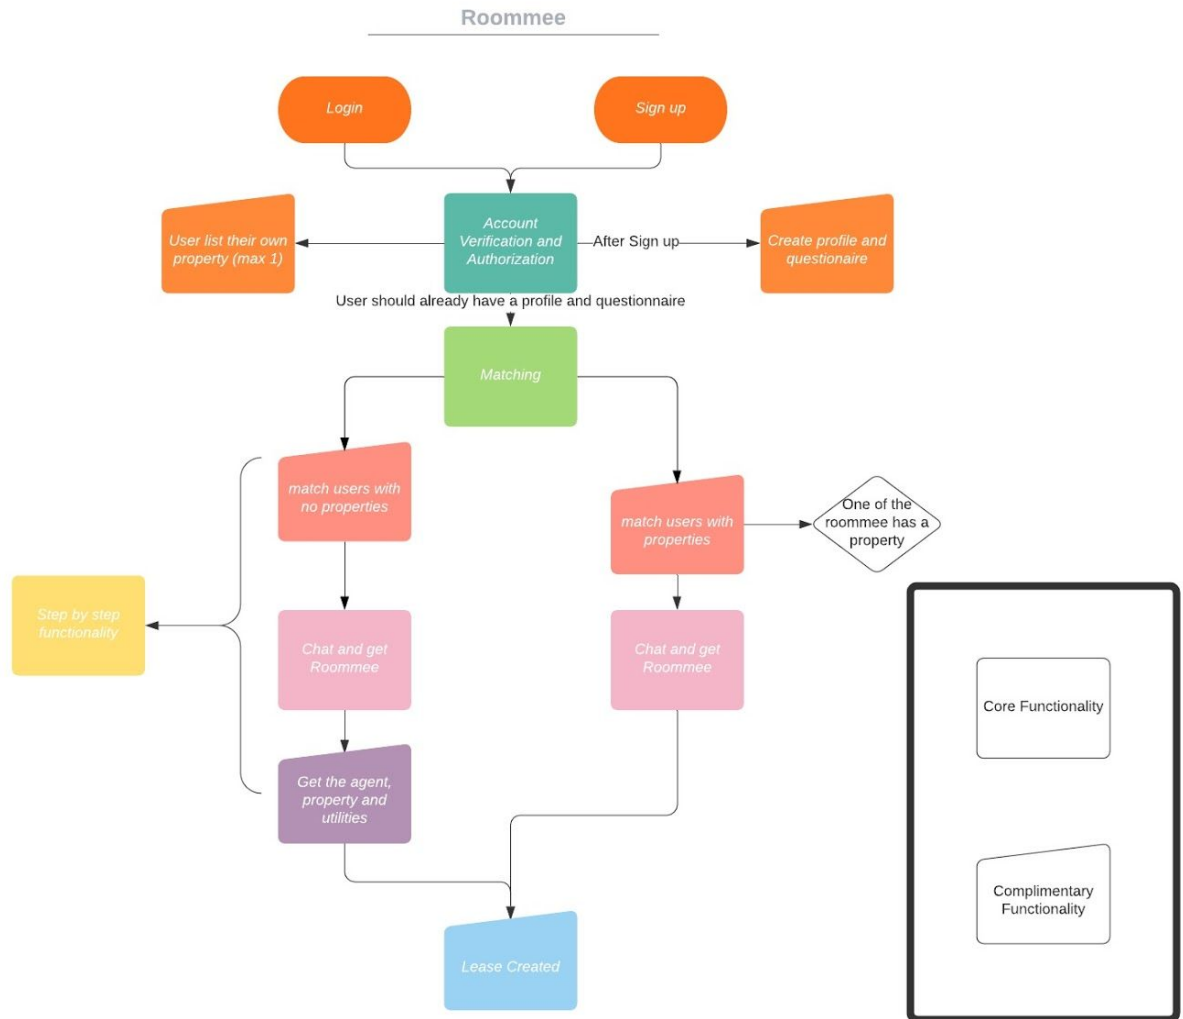 Roommee
Login
Sign up
User list their own
property (max 1)
Account
Verification and
Authorization
After Sign up
Create profile and
questionaire
User should already have a profile and questionnaire
Matching
match users with
no properties
match users with
properties
One of the
roommee has a
property
Step by step
functionality
Chat and get
Roommee
Chat and get
Roommee
Core Functionality
Get the agent,
property and
utilities
Complimentary
Functionality
Lease Created